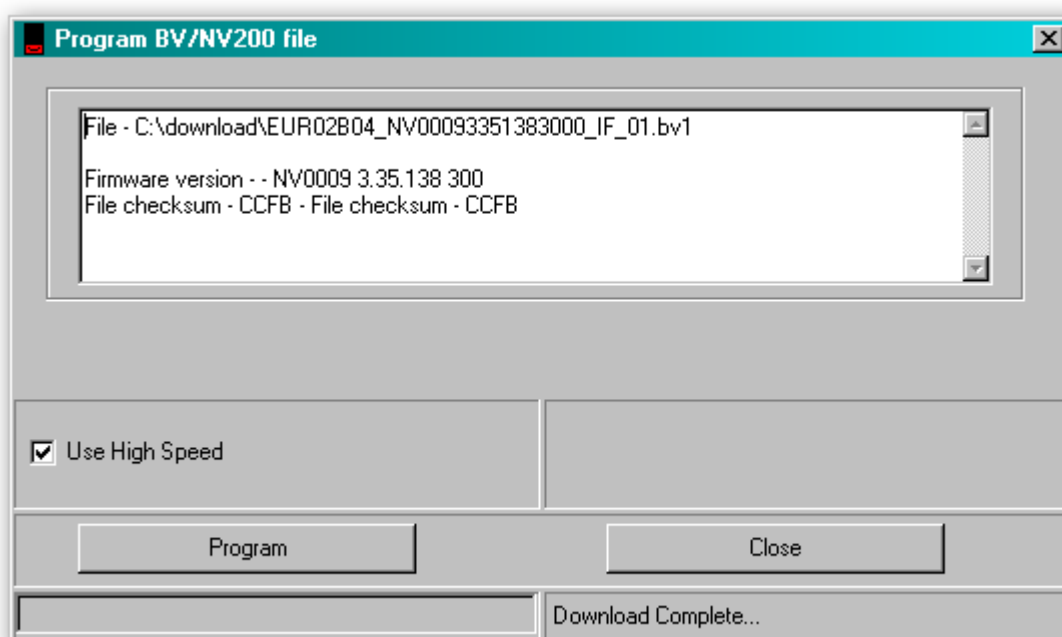 Program BV/NV200 file
File - C:\download\EUR02B04_NV00093351383000_IF_01.bv1
Firmware version - - NV0009 3.35.138 300
File checksum - CCFB - File checksum - CCFB
Use High Speed
Program
Close
Download Complete...